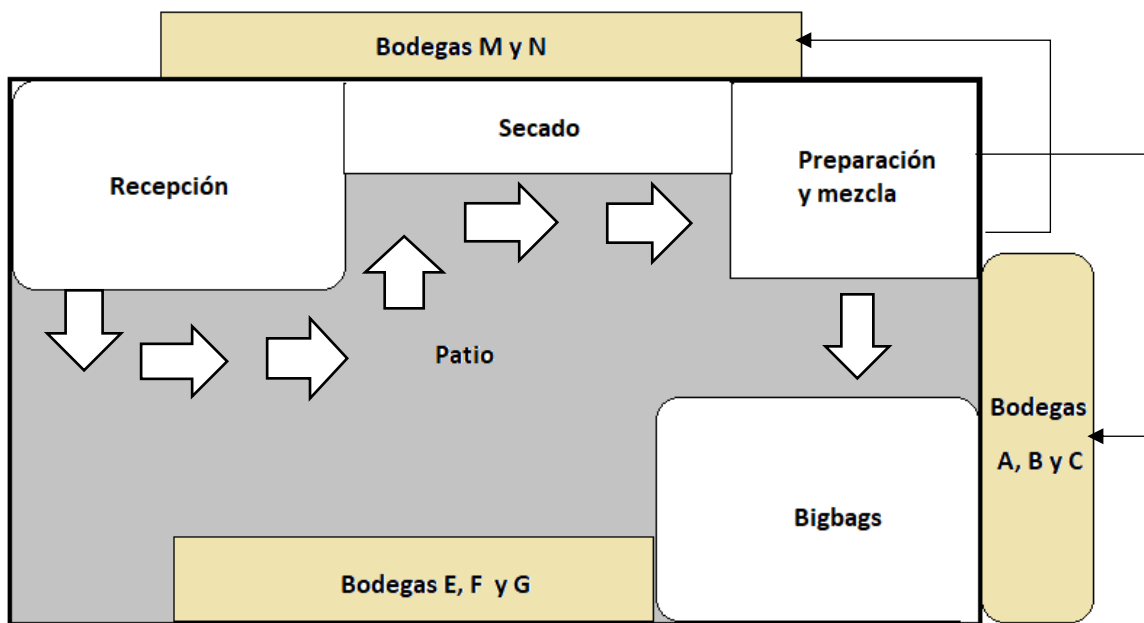 Bodegas M y N
Secado
Recepción
Preparación
y mezcla
Patio
Bodegas
A, B y C
Bigbags
Bodegas E, F y G